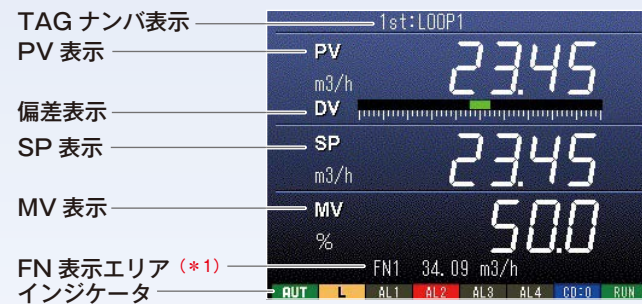 TAG ナンバ表示
1st:LOOP1
PV 表示
PV
23.45
m3/h
偏差表示
DV
SP 表示
SP
23.45
m3/h
MV 表示
MV
50.0
%
FN 表示エリア (*1)
FN1 34.09 m3/h
インジケータ
AUT L AL1 AL2 AL3 AL4 CD=0 RUN